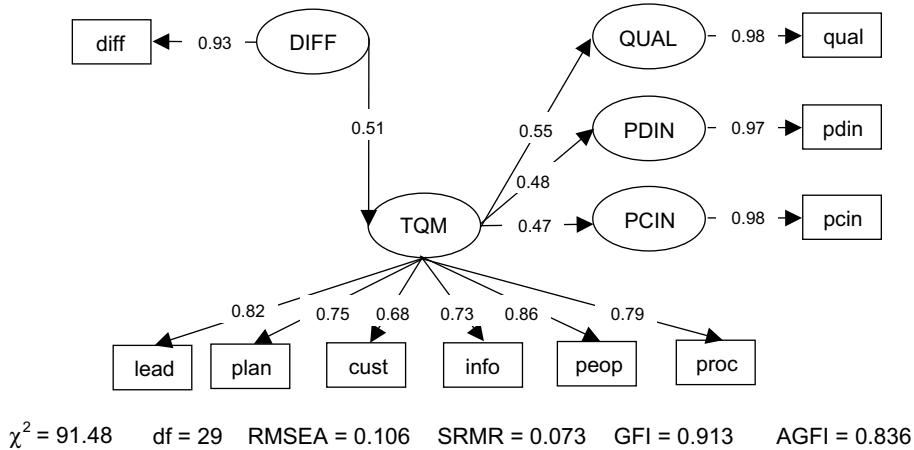 diff 0.93 DIFF QUAL 0.98 qual
0.51 0.55 PDIN 0.97 pdin
0.48
TQM 0.47 PCIN 0.98 pcin
0.82 0.75 0.68 0.73 0.86 0.79
lead plan cust info peop proc
χ² = 91.48 df = 29 RMSEA = 0.106 SRMR = 0.073 GFI = 0.913 AGFI = 0.836